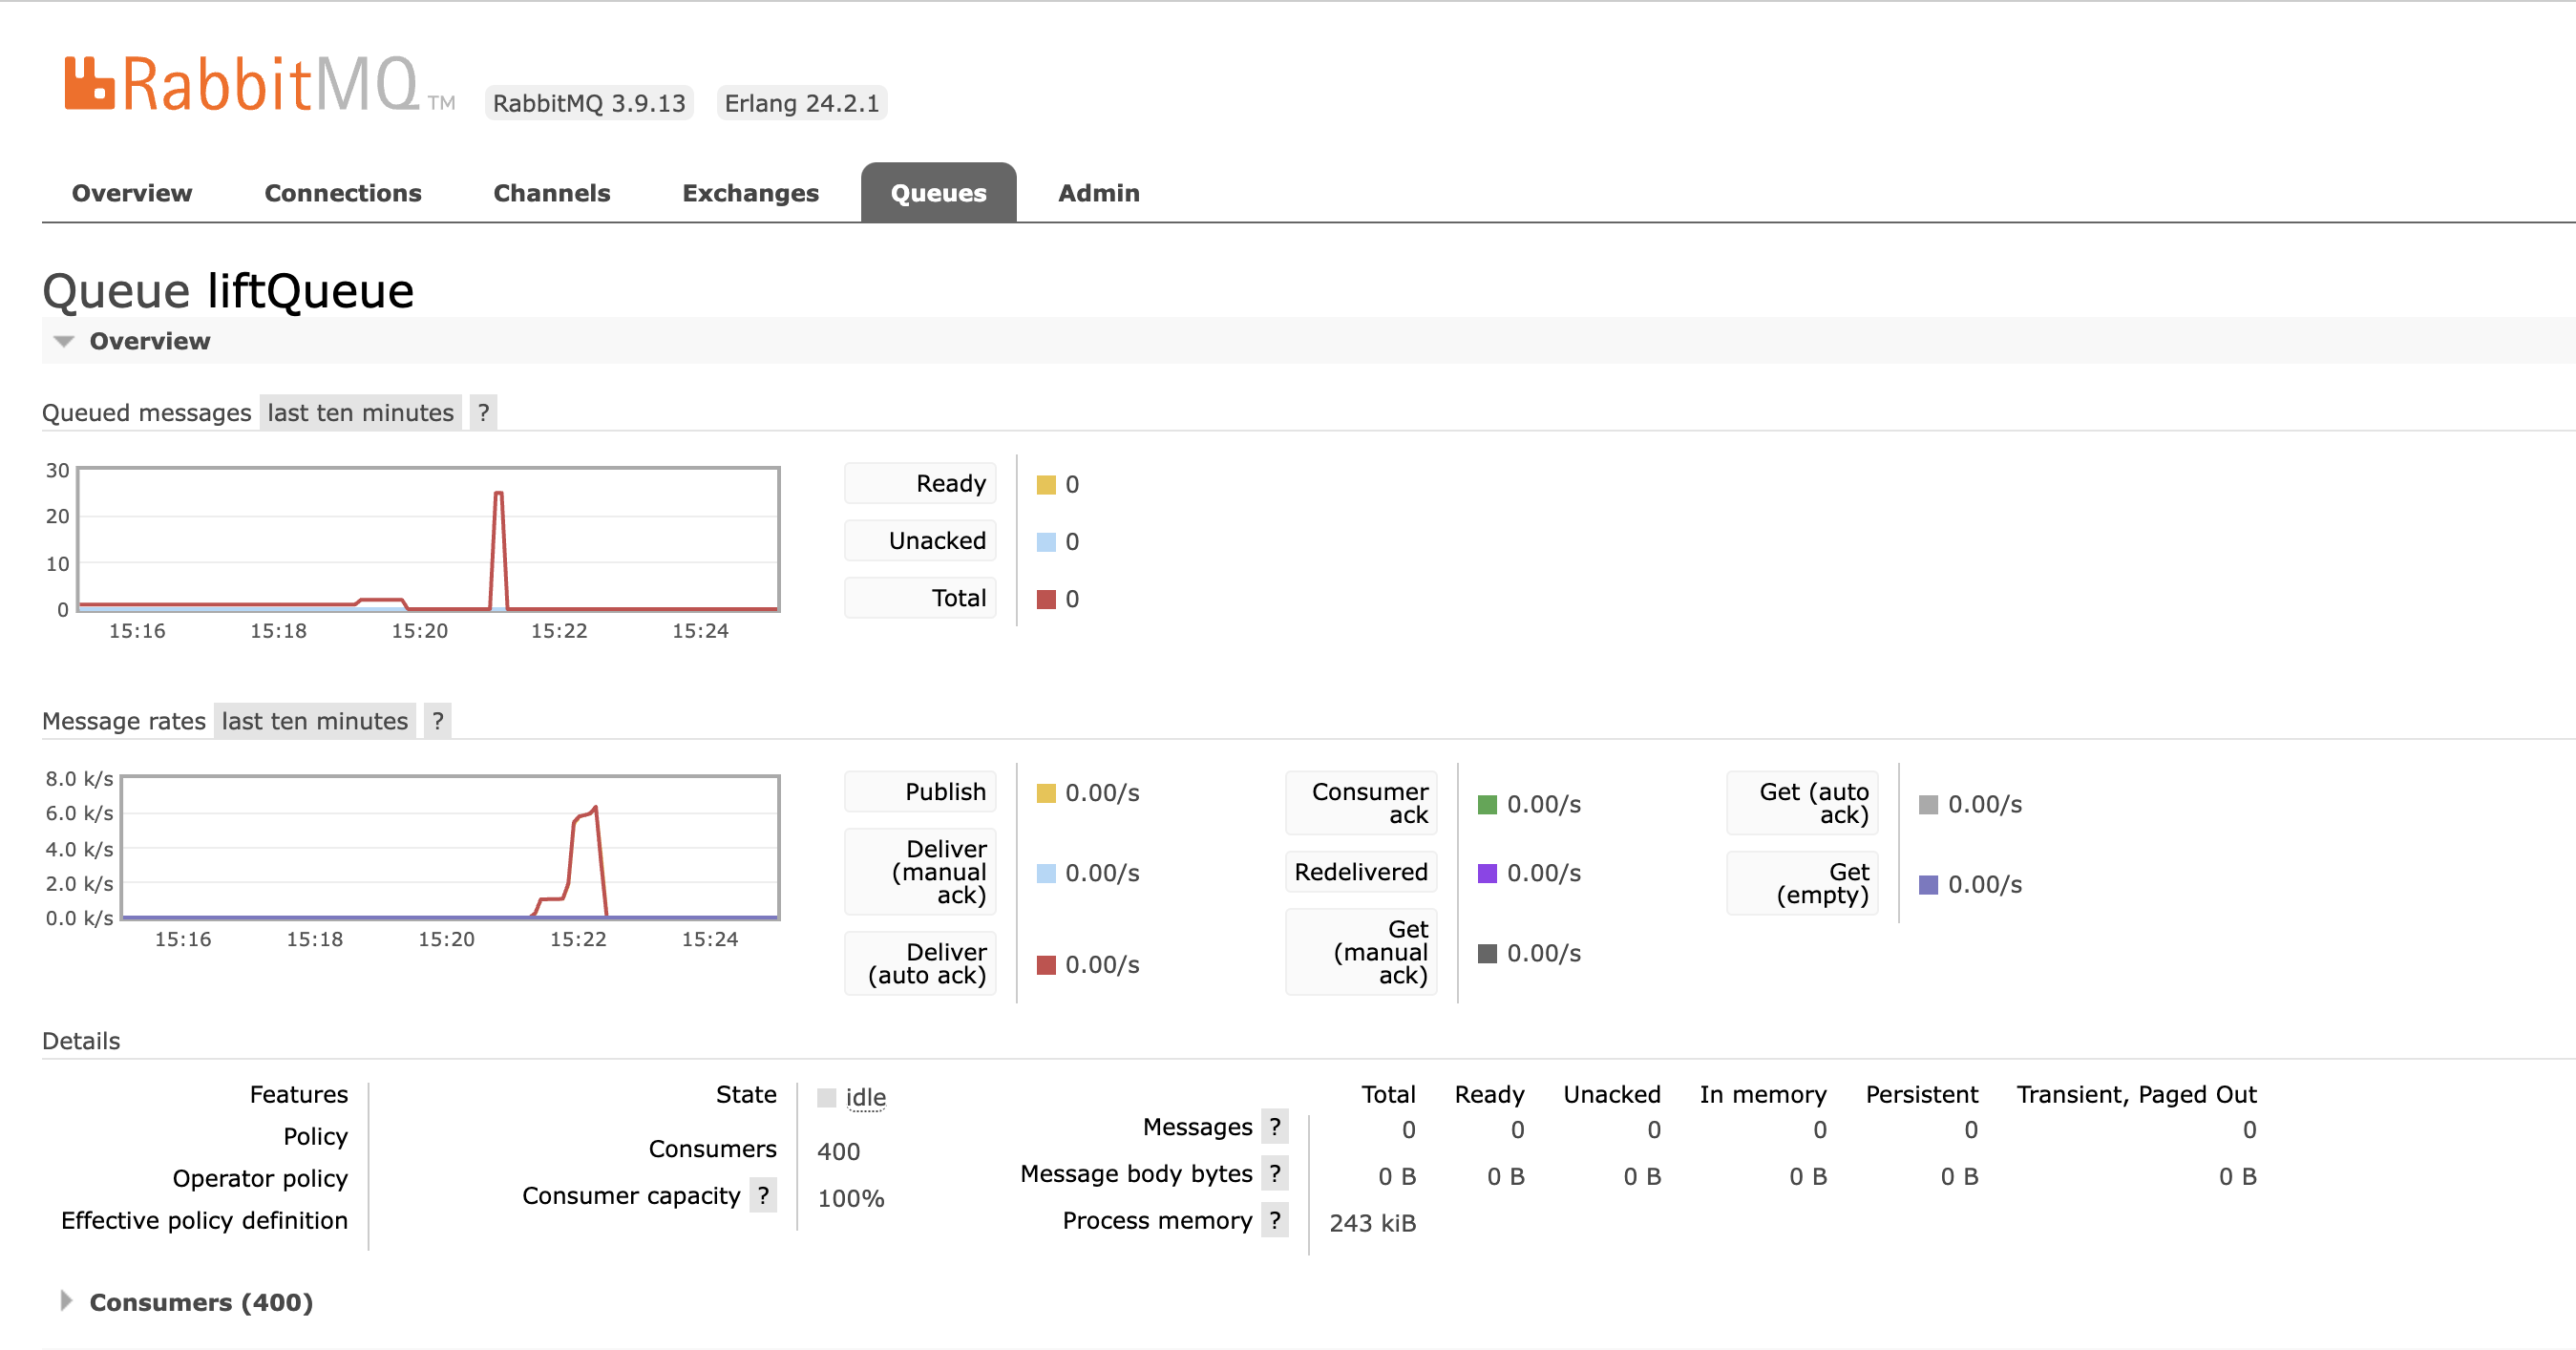 RabbitMQ TM RabbitMQ 3.9.13 Erlang 24.2.1
Overview Connections Channels Exchanges Queues Admin
Queue liftQueue
Overview
Queued messages last ten minutes ?
30
20
10
0
15:16 15:18 15:20 15:22 15:24
Ready 0
Unacked 0
Total 0
Message rates last ten minutes ?
8.0 k/s
6.0 k/s
4.0 k/s
2.0 k/s
0.0 k/s
15:16 15:18 15:20 15:22 15:24
Publish 0.00/s
Deliver
(manual
ack) 0.00/s
Deliver
(auto ack) 0.00/s
Consumer
ack 0.00/s
Redelivered 0.00/s
Get
(manual
ack) 0.00/s
Get (auto
ack) 0.00/s
Get
(empty) 0.00/s
Details
Features
Policy
Operator policy
Effective policy definition
State idle
Consumers 400
Consumer capacity ? 100%
Total Ready Unacked In memory Persistent Transient, Paged Out
Messages ? 0 0 0 0 0 0
Message body bytes ? 0 B 0 B 0 B 0 B 0 B 0 B
Process memory ? 243 kiB
Consumers (400)